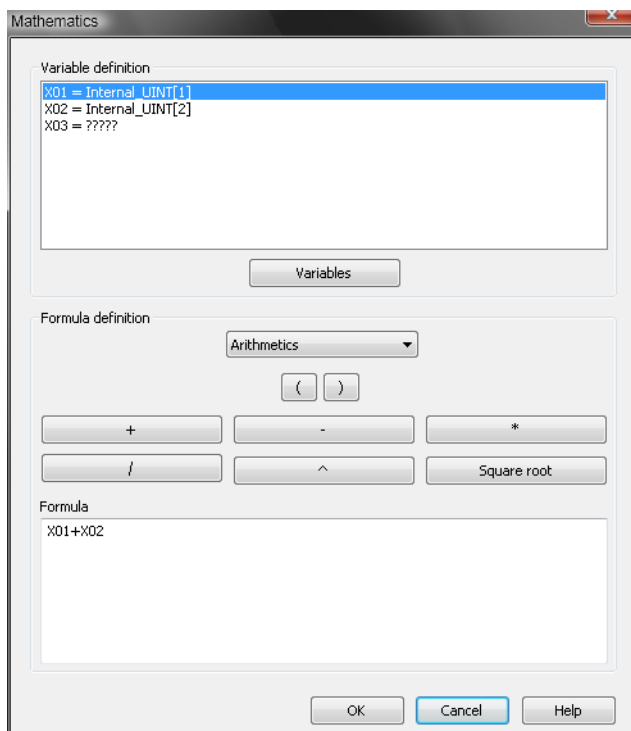 Mathematics
Variable definition
X01 = Internal_UINT[1]
X02 = Internal_UINT[2]
X03 = ?????
Variables
Formula definition
Arithmetics
( )
+ - *
/ ^ Square root
Formula
X01+X02
OK Cancel Help